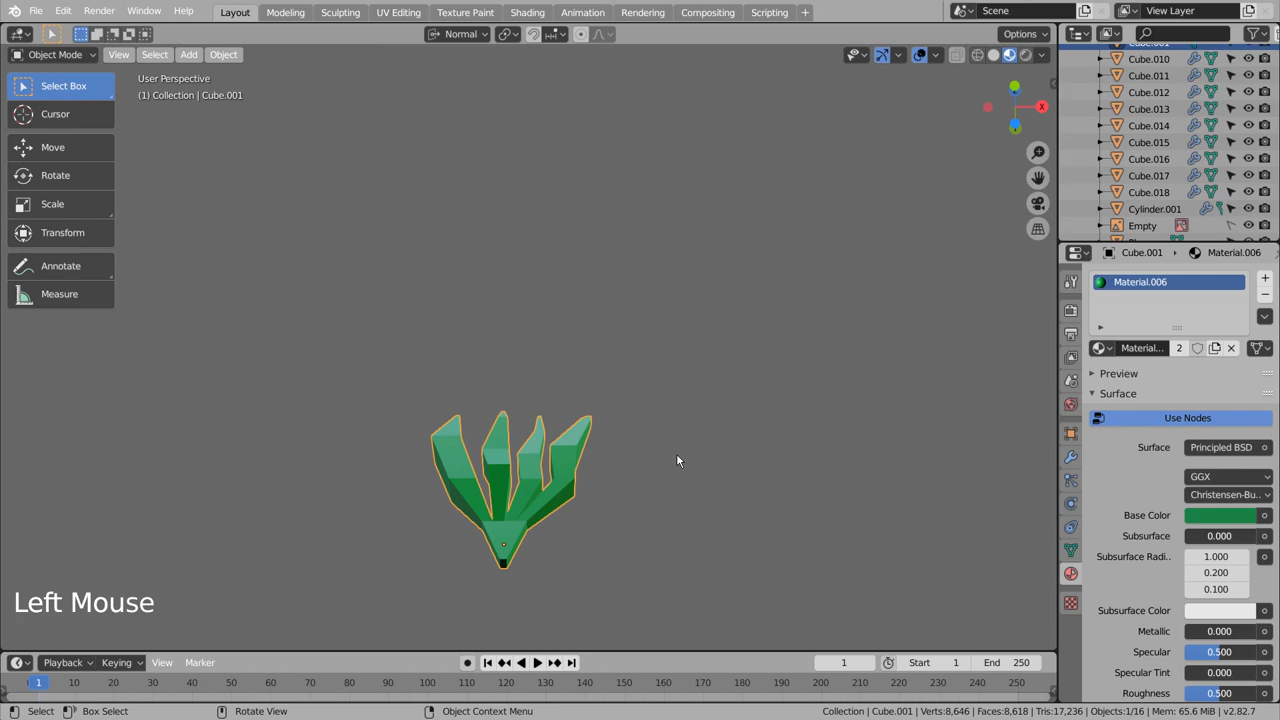 File Edit Render Window Help Layout Modeling Sculpting UV Editing Texture Paint Shading Animation Rendering Compositing Scripting + Scene View Layer
Normal Options
Object Mode View Select Add Object
User Perspective
(1) Collection | Cube.001
Select Box
Cursor
Move
Rotate
Scale
Transform
Annotate
Measure
X
Cube.001
Cube.010
Cube.011
Cube.012
Cube.013
Cube.014
Cube.015
Cube.016
Cube.017
Cube.018
Cylinder.001
Empty
Cube.001 Material.006
Material.006
Material... 2
Preview
Surface
Use Nodes
Surface Principled BSD
GGX
Christensen-Bu..
Base Color
Subsurface 0.000
Subsurface Radi.. 1.000
0.200
0.100
Subsurface Color
Metallic 0.000
Specular 0.500
Specular Tint 0.000
Roughness 0.500
Left Mouse
Playback Keying View Marker 1 Start 1 End 250
1 10 20 30 40 50 60 70 80 90 100 110 120 130 140 150 160 170 180 190 200 210 220 230 240 250
Select Box Select Rotate View Object Context Menu Collection | Cube.001 | Verts:8,646 | Faces:8,618 | Tris:17,236 | Objects:1/16 | Mem: 65.6 MiB | v2.82.7